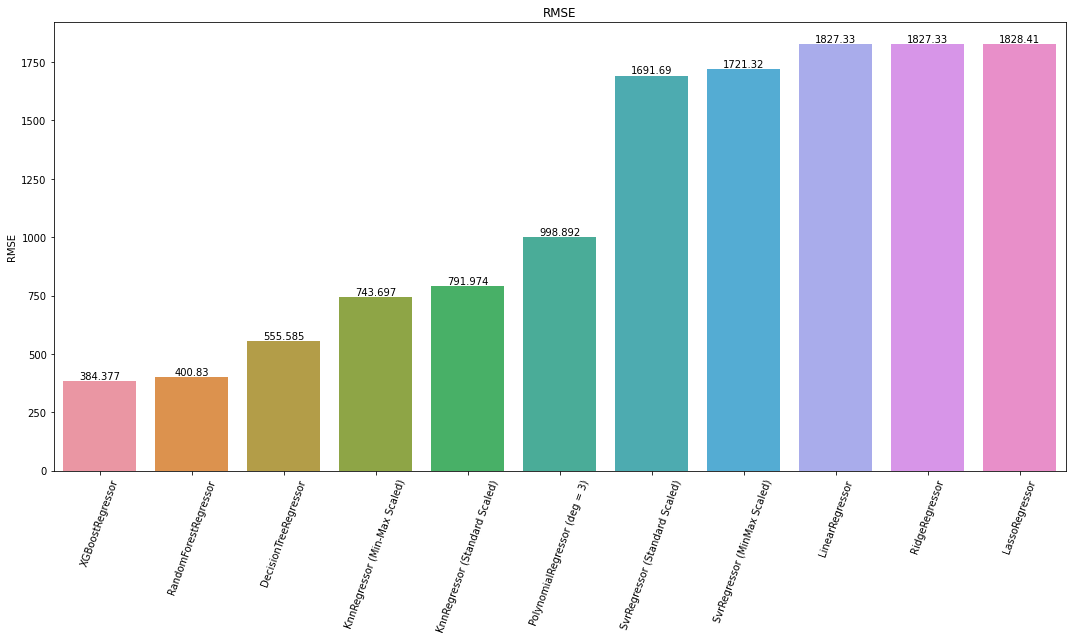 RMSE
1827.33
1827.33
1828.41
1691.69
1721.32
998.892
743.697
791.974
555.585
384.377
400.83
1750
1500
1250
1000
750
500
250
0
RMSE
XGBoostRegressor
RandomForestRegressor
DecisionTreeRegressor
KnnRegressor (Min-Max Scaled)
KnnRegressor (Standard Scaled)
PolynomialRegressor (deg = 3)
SvrRegressor (Standard Scaled)
SvrRegressor (MinMax Scaled)
LinearRegressor
RidgeRegressor
LassoRegressor